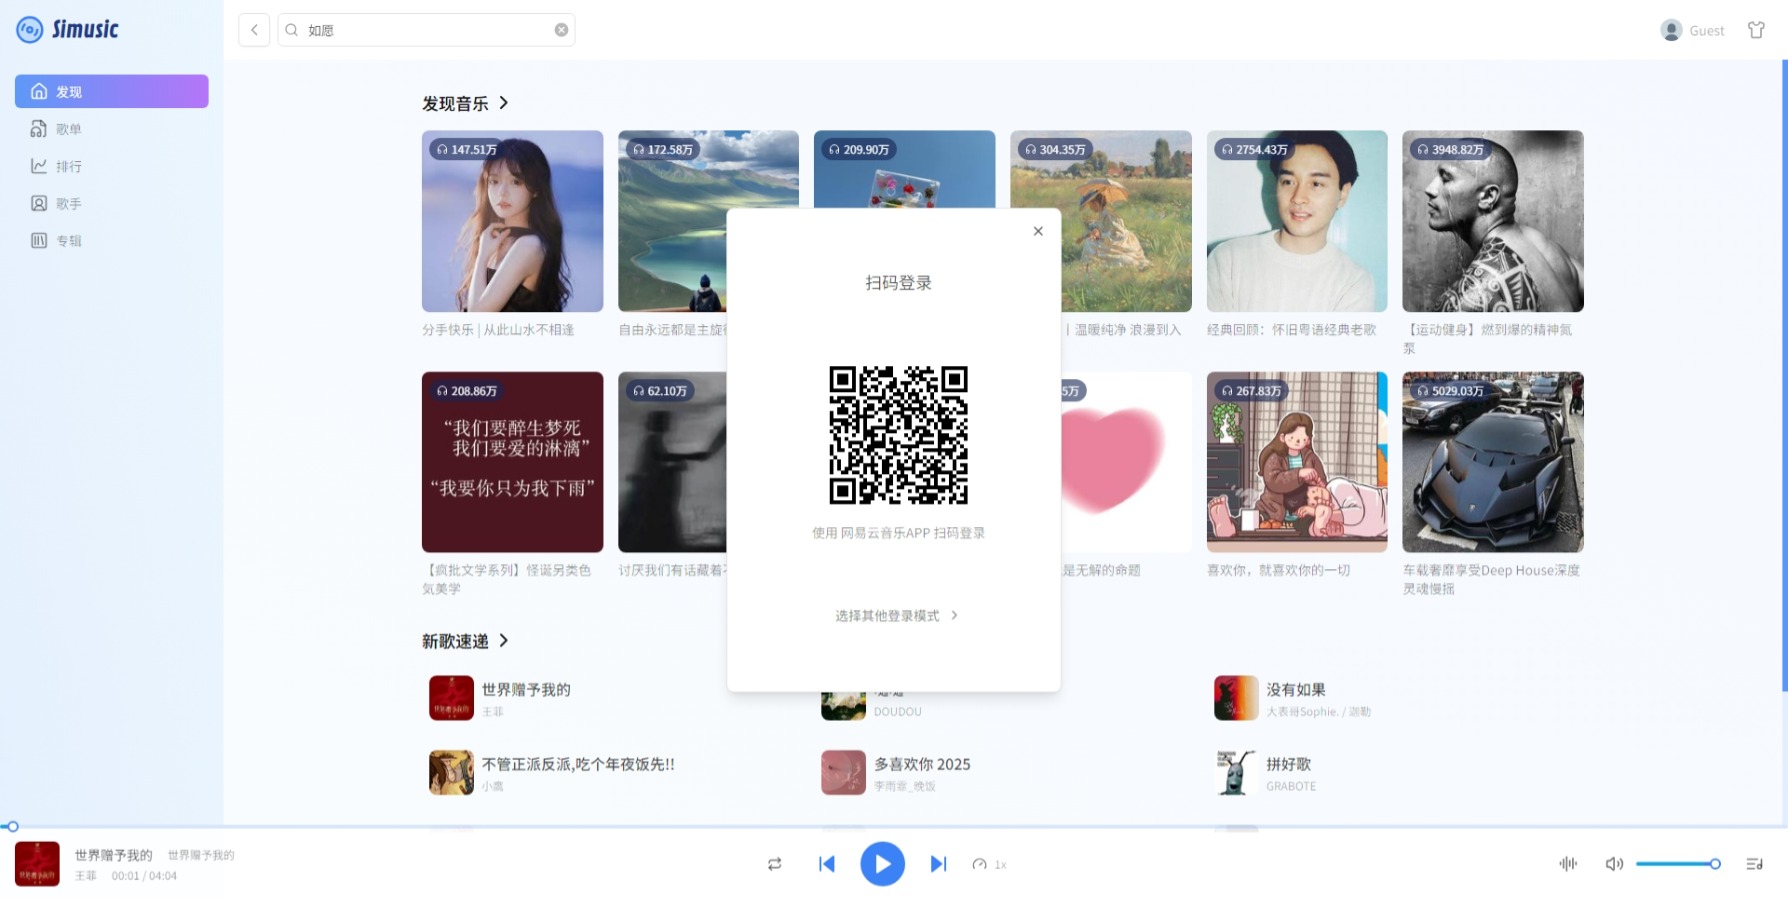 Simusic
如愿
Guest
发现
歌单
排行
歌手
专辑
发现音乐
147.51万
172.58万
209.90万
304.35万
2754.43万
3948.82万
分手快乐 | 从此山水不相逢
自由永远都是主旋
| 温暖纯净 浪漫到入
经典回顾：怀旧粤语经典老歌
【运动健身】燃到爆的精神氮
泵
扫码登录
使用 网易云音乐APP 扫码登录
选择其他登录模式
208.86万
62.10万
5万
267.83万
5029.03万
“我们要醉生梦死
我们要爱的淋漓”
“我要你只为我下雨”
【疯批文学系列】怪诞另类色
気美学
讨厌我们有话藏着
是无解的命题
喜欢你，就喜欢你的一切
车载奢靡享受Deep House深度
灵魂慢摇
新歌速递
世界赠予我的
王菲
DOUDOU
没有如果
大表哥Sophie. / 迦勒
不管正派反派,吃个年夜饭先!!
小鹰
多喜欢你 2025
李雨霏_晚饭
拼好歌
GRABOTE
世界赠予我的 世界赠予我的
王菲 00:01 / 04:04
1x